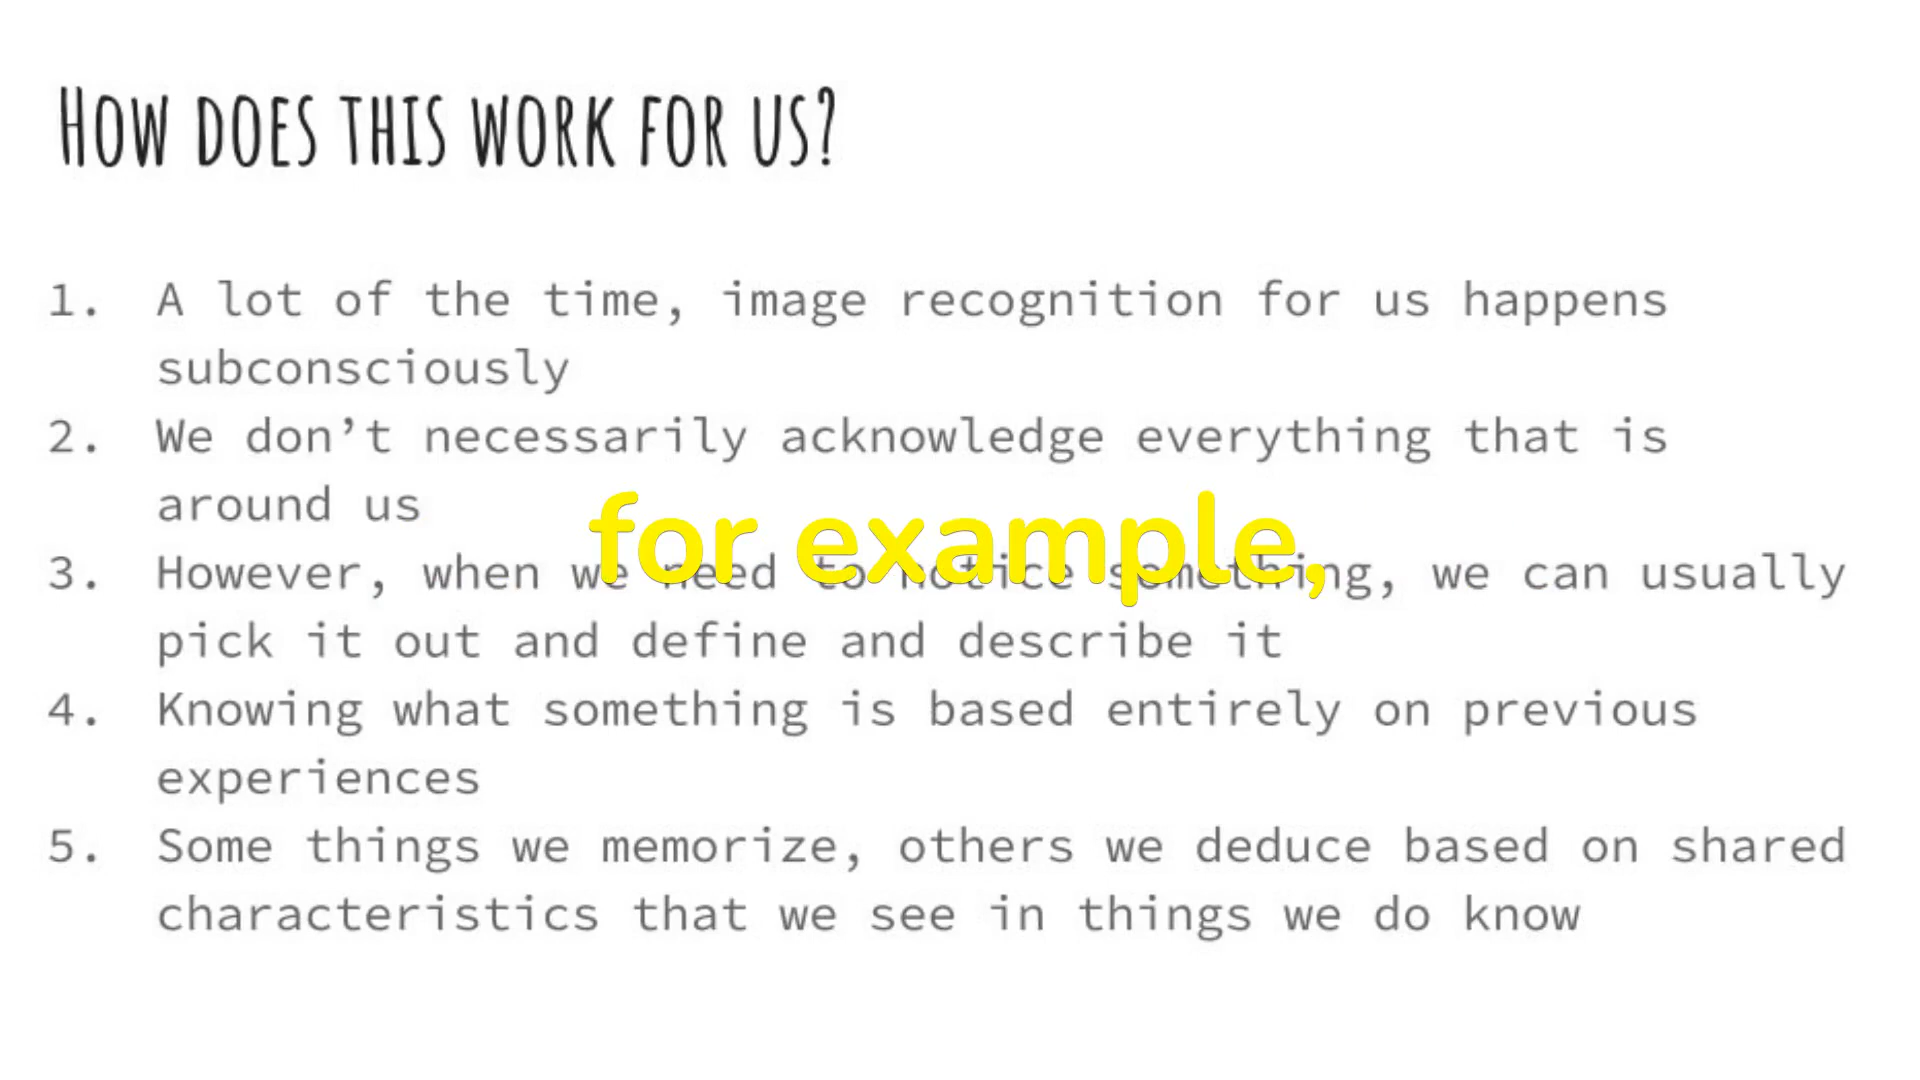 How does this work for us?
1. A lot of the time, image recognition for us happens
subconsciously
2. We don’t necessarily acknowledge everything that is
around us
for example,
3. However, when we need to notice something, we can usually
pick it out and define and describe it
4. Knowing what something is based entirely on previous
experiences
5. Some things we memorize, others we deduce based on shared
characteristics that we see in things we do know